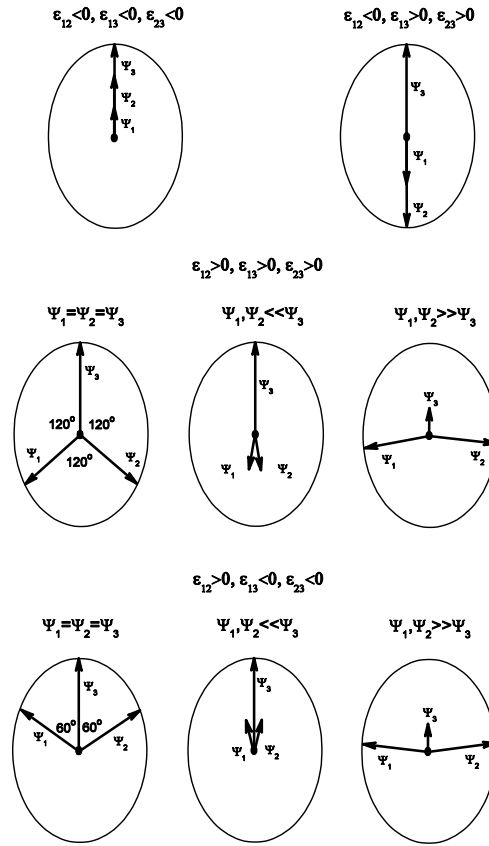 ε₁₂<0, ε₁₃<0, ε₂₃<0
ε₁₂<0, ε₁₃>0, ε₂₃>0
Ψ₃
Ψ₂
Ψ₁
Ψ₃
Ψ₁
Ψ₂
ε₁₂>0, ε₁₃>0, ε₂₃>0
Ψ₁=Ψ₂=Ψ₃
Ψ₁,Ψ₂<<Ψ₃
Ψ₁,Ψ₂>>Ψ₃
Ψ₃
120° 120°
Ψ₁
120°
Ψ₂
Ψ₃
Ψ₁
Ψ₂
Ψ₃
Ψ₁
Ψ₂
ε₁₂>0, ε₁₃<0, ε₂₃<0
Ψ₁=Ψ₂=Ψ₃
Ψ₁,Ψ₂<<Ψ₃
Ψ₁,Ψ₂>>Ψ₃
Ψ₃
60° 60°
Ψ₁
Ψ₂
Ψ₃
Ψ₁
Ψ₂
Ψ₃
Ψ₁
Ψ₂